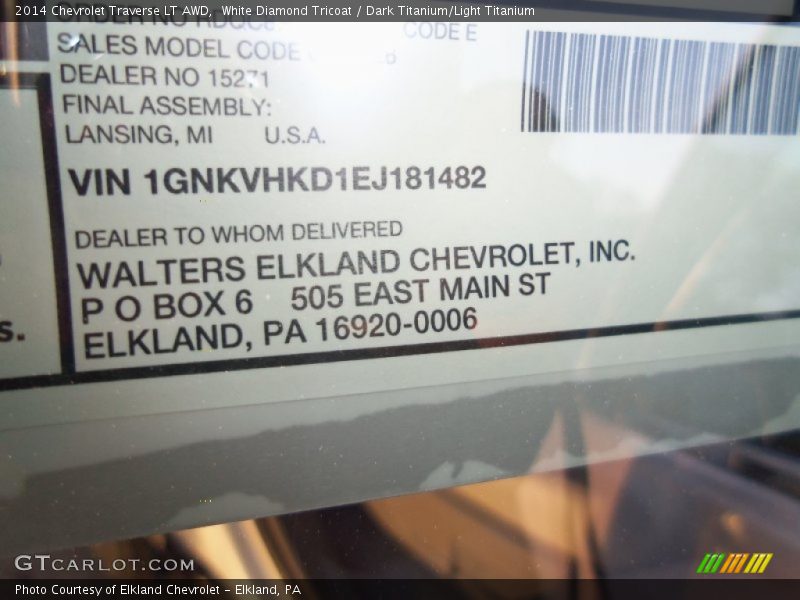 2014 Chevrolet Traverse LT AWD, White Diamond Tricoat / Dark Titanium/Light Titanium
ORDER NO
CODE E
SALES MODEL CODE
DEALER NO 15271
FINAL ASSEMBLY:
LANSING, MI U.S.A.
VIN 1GNKVHKD1EJ181482
DEALER TO WHOM DELIVERED
WALTERS ELKLAND CHEVROLET, INC.
P O BOX 6 505 EAST MAIN ST
ELKLAND, PA 16920-0006
s.
GTCARLOT.COM
Photo Courtesy of Elkland Chevrolet - Elkland, PA